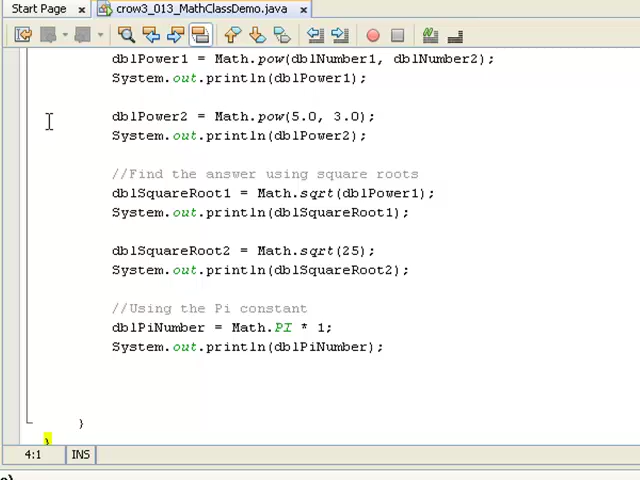 Start Page x crow3_013_MathClassDemo.java x
dblPower1 = Math.pow(dblNumber1, dblNumber2);
System.out.println(dblPower1);
dblPower2 = Math.pow(5.0, 3.0);
System.out.println(dblPower2);
//Find the answer using square roots
dblSquareRoot1 = Math.sqrt(dblPower1);
System.out.println(dblSquareRoot1);
dblSquareRoot2 = Math.sqrt(25);
System.out.println(dblSquareRoot2);
//Using the Pi constant
dblPiNumber = Math.PI * 1;
System.out.println(dblPiNumber);
}
}
4:1 INS